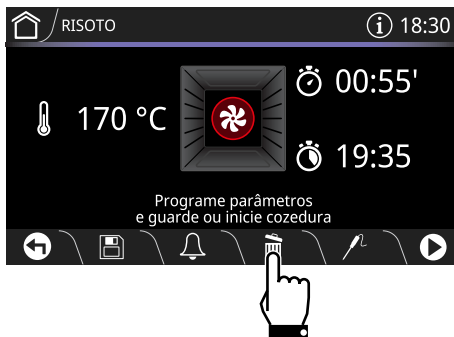 RISOTO
18:30
00:55'
170 °C
19:35
Programe parâmetros
e guarde ou inicie cozedura